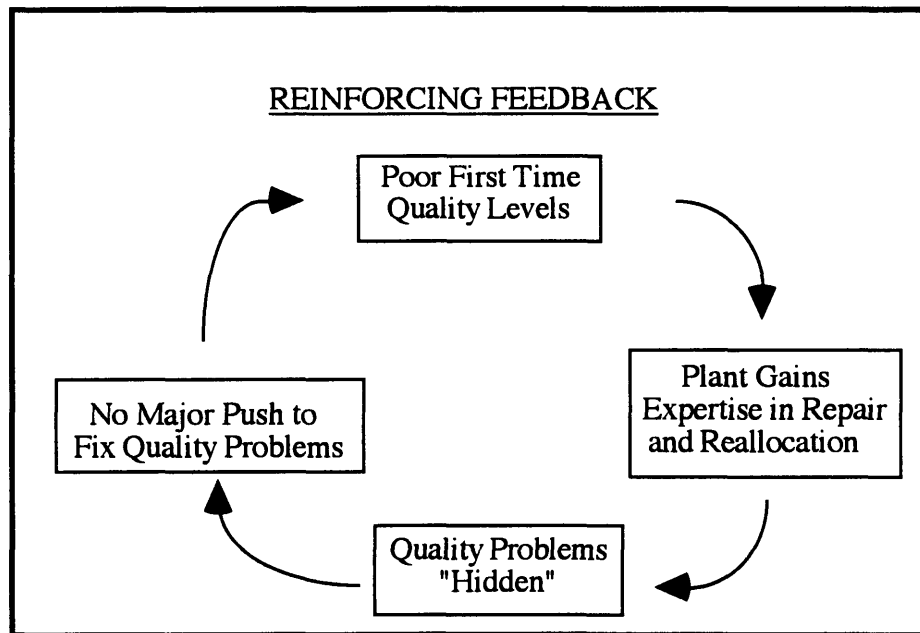 REINFORCING FEEDBACK
Poor First Time
Quality Levels
Plant Gains
Expertise in Repair
and Reallocation
Quality Problems
"Hidden"
No Major Push to
Fix Quality Problems